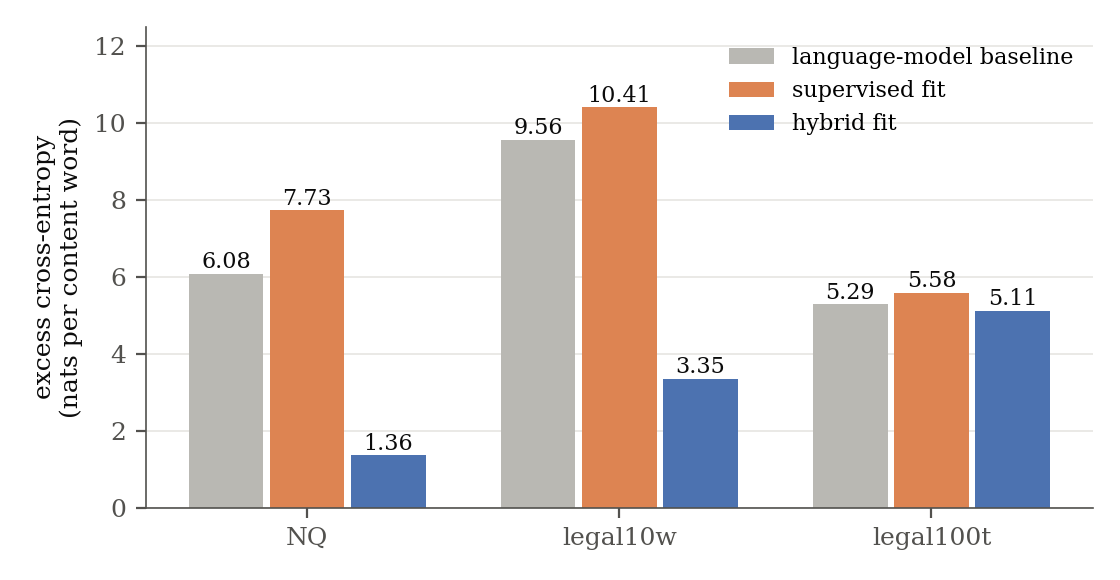 excess cross-entropy
(nats per content word)
12
10
8
6
4
2
0
language-model baseline
supervised fit
hybrid fit
6.08
7.73
1.36
9.56
10.41
3.35
5.29
5.58
5.11
NQ
legal10w
legal100t